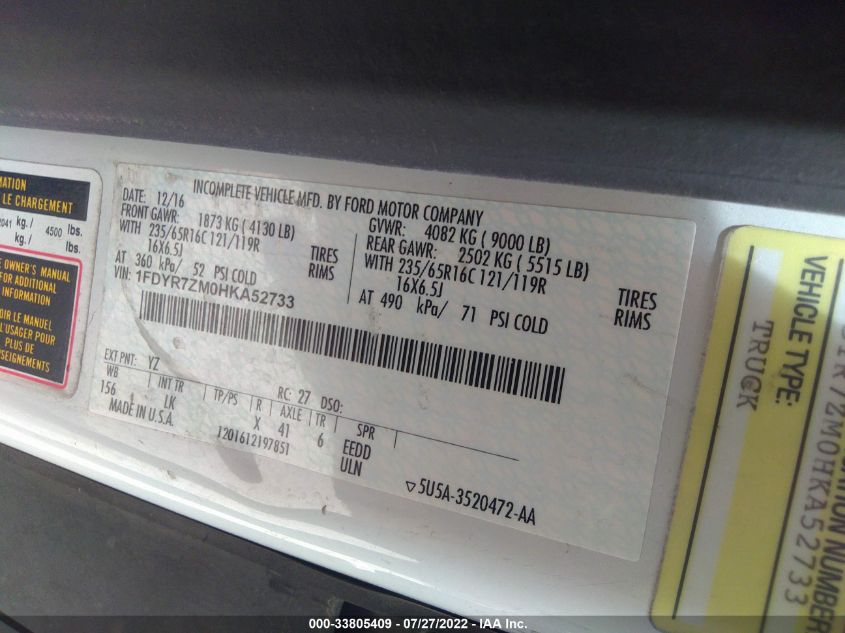 MATION
LE CHARGEMENT
2041 kg./
4500 lbs.
kg./
lbs.
E OWNER'S MANUAL
FOR ADDITIONAL
INFORMATION
OIR LE MANUEL
L'USAGER POUR
PLUS DE
SEIGNEMENTS
INCOMPLETE VEHICLE MFD. BY FORD MOTOR COMPANY
DATE: 12/16
GVWR: 4082 KG ( 9000 LB)
FRONT GAWR: 1873 KG ( 4130 LB)
REAR GAWR: 2502 KG ( 5515 LB)
WITH 235/65R16C 121/119R TIRES
WITH 235/65R16C 121/119R TIRES
16X6.5J RIMS
16X6.5J RIMS
AT 360 kPa/ 52 PSI COLD
AT 490 kPa/ 71 PSI COLD
VIN: 1FDYR7ZM0HKA52733
EXT PNT: YZ RC: 27 DSO:
WB INT TR TP/PS R AXLE TR SPR
156 LK X 41 6 EEDD
MADE IN U.S.A. 1201612197851 ULN
▽5U5A-3520472-AA
VEHICLE TYPE:
TRUCK
ATION NUMBER
R7ZM0HKA52733
000-33805409 - 07/27/2022 - IAA Inc.